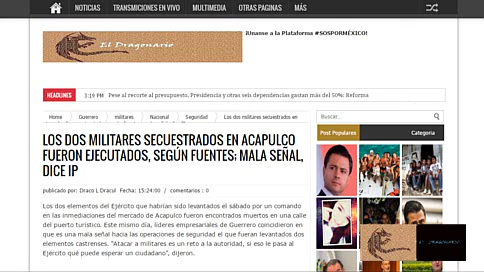 NOTICIAS TRANSMICIONES EN VIVO MULTIMEDIA OTRAS PAGINAS MÁS
El Dragonario
¡Unanse a la Plataforma #SOSPORMÉXICO!
HEADLINES 3:19 PM Pese al recorte al presupuesto, Presidencia y otras seis dependencias gastan más del 50%: Reforma
Home Guerrero militares Nacional Seguridad Los dos militares secuestrados en
Buscar...
LOS DOS MILITARES SECUESTRADOS EN ACAPULCO
FUERON EJECUTADOS, SEGÚN FUENTES; MALA SEÑAL,
DICE IP
Post Populares Categoria
publicado por: Draco L Dracul Fecha: 15:24:00 / comentarios : 0
Los dos elementos del Ejército que habrían sido levantados el sábado por un comando
en las inmediaciones del mercado de Acapulco fueron encontrados muertos en una calle
del puerto turístico. Este mismo día, líderes empresariales de Guerrero concidieron en
que es una mala señal hacia las operaciones de seguridad el que fueran levantados dos
elementos castrenses. "Atacar a militares es un reto a la autoridad, si eso le pasa al
Ejército qué puede esperar un ciudadano", dijeron.
El Dragonario